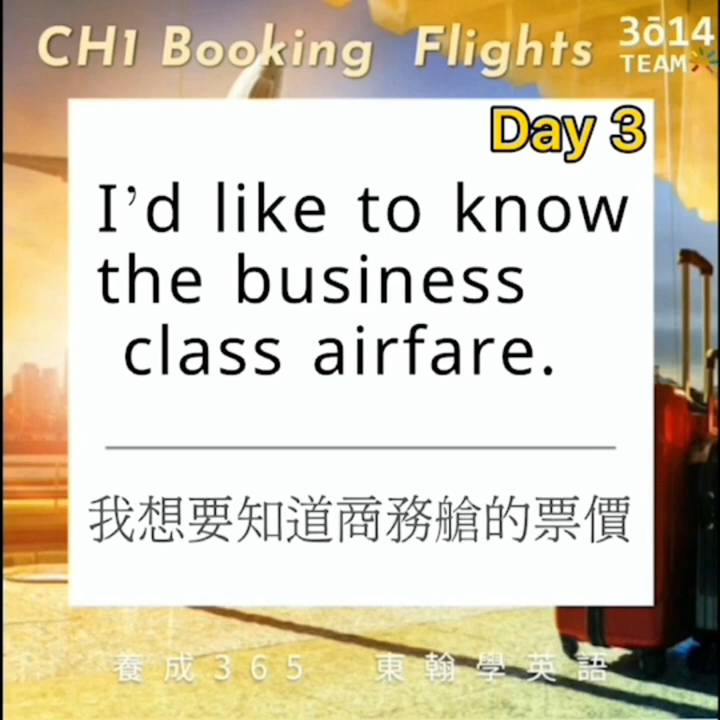 CH1 Booking Flights
3ō14
TEAM
Day 3
I’d like to know
the business
class airfare.
我想要知道商務艙的票價
養成365 東翰學英語